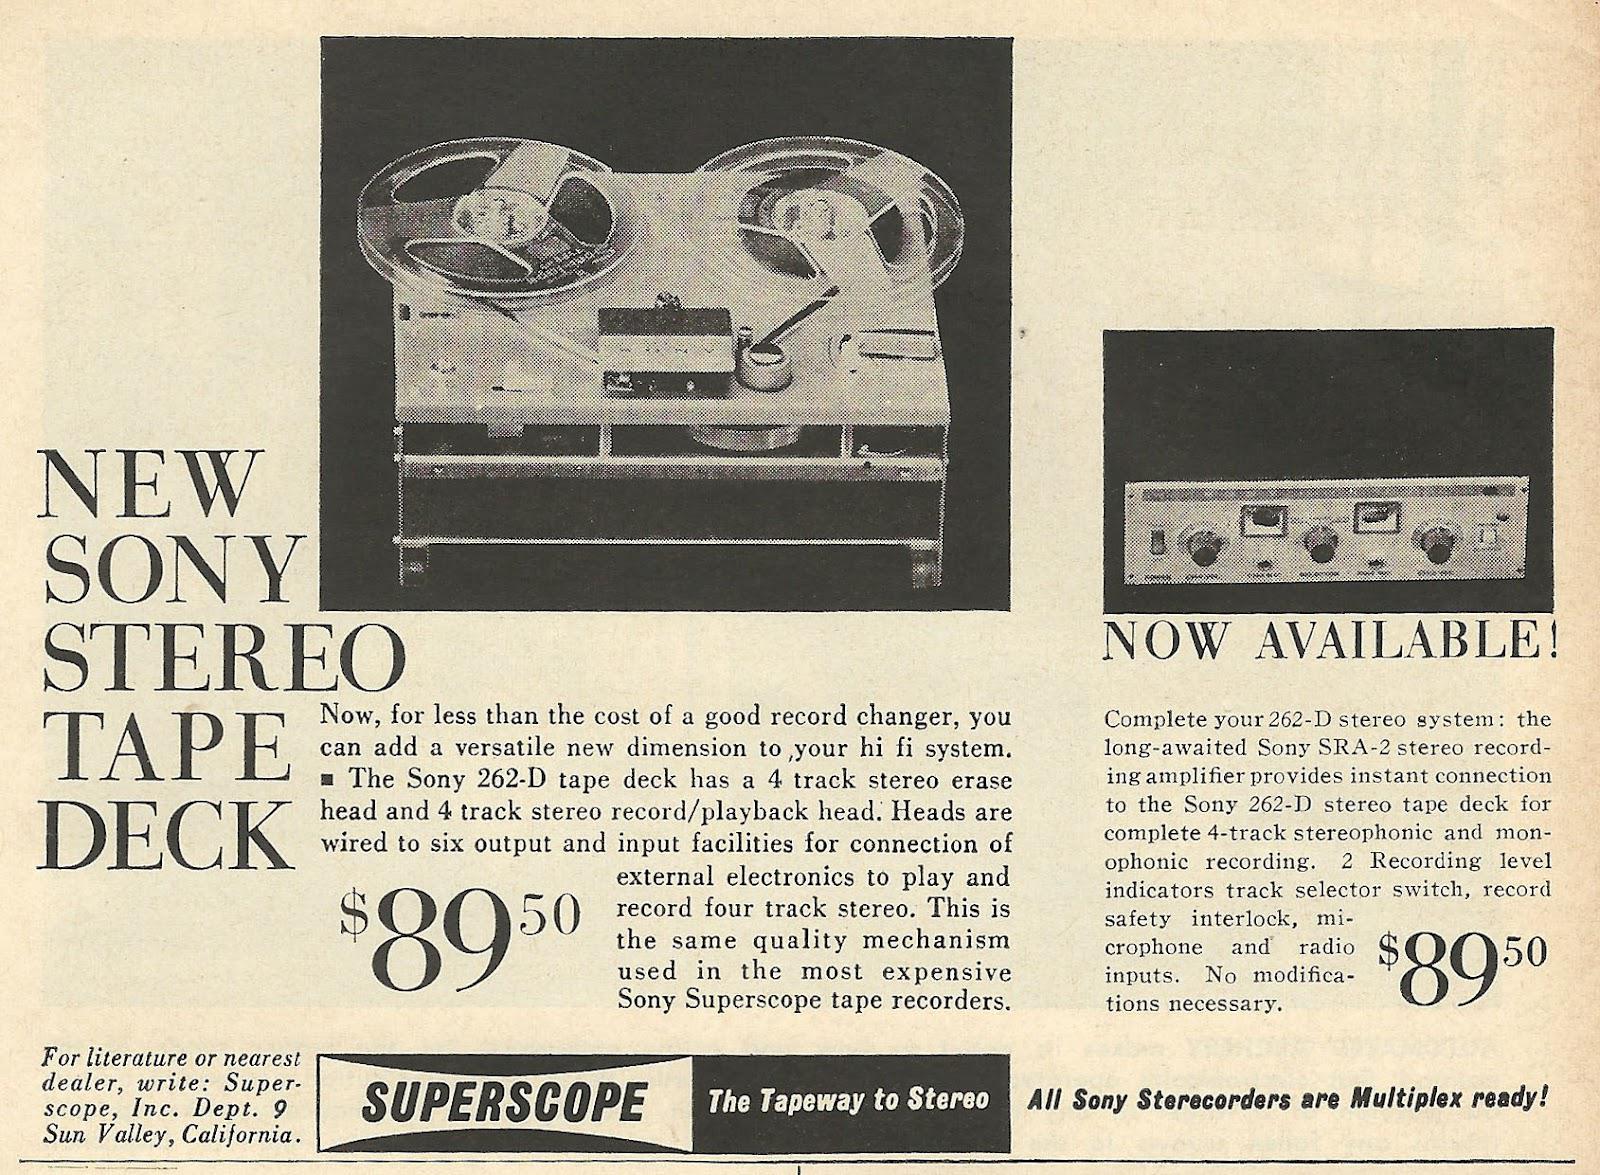 NEW
SONY
STEREO
TAPE
DECK
SONY
Now, for less than the cost of a good record changer, you
can add a versatile new dimension to ,your hi fi system.
■ The Sony 262-D tape deck has a 4 track stereo erase
head and 4 track stereo record/playback head. Heads are
wired to six output and input facilities for connection of
external electronics to play and
record four track stereo. This is
the same quality mechanism
used in the most expensive
Sony Superscope tape recorders.
$89 50
NOW AVAILABLE!
Complete your 262-D stereo system: the
long-awaited Sony SRA-2 stereo record-
ing amplifier provides instant connection
to the Sony 262-D stereo tape deck for
complete 4-track stereophonic and mon-
ophonic recording. 2 Recording level
indicators track selector switch, record
safety interlock, mi-
crophone and radio
inputs. No modifica-
tions necessary.
$89 50
For literature or nearest
dealer, write: Super-
scope, Inc. Dept. 9
Sun Valley, California.
SUPERSCOPE
The Tapeway to Stereo
All Sony Sterecorders are Multiplex ready!